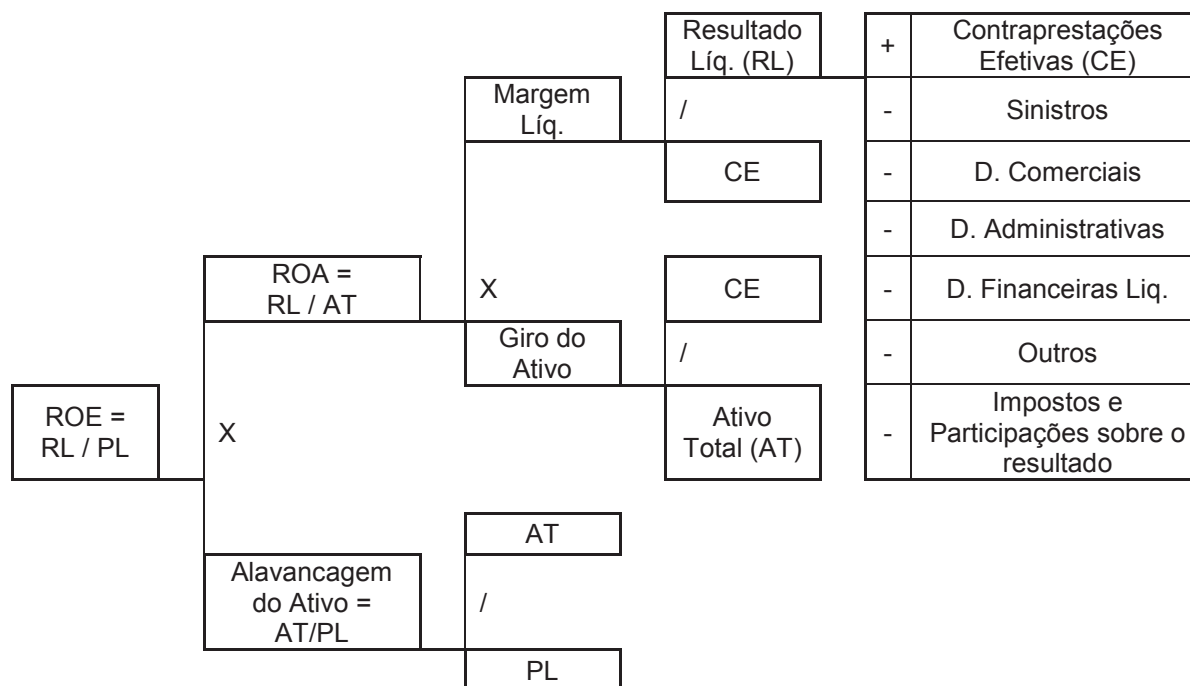 Resultado
Líq. (RL)
+
Contraprestações
Efetivas (CE)
Margem
Líq.
/
-
Sinistros
CE
-
D. Comerciais
-
D. Administrativas
ROA =
RL / AT
X
CE
-
D. Financeiras Liq.
Giro do
Ativo
/
-
Outros
ROE =
RL / PL
X
Ativo
Total (AT)
-
Impostos e
Participações sobre o
resultado
AT
Alavancagem
do Ativo =
AT/PL
/
PL